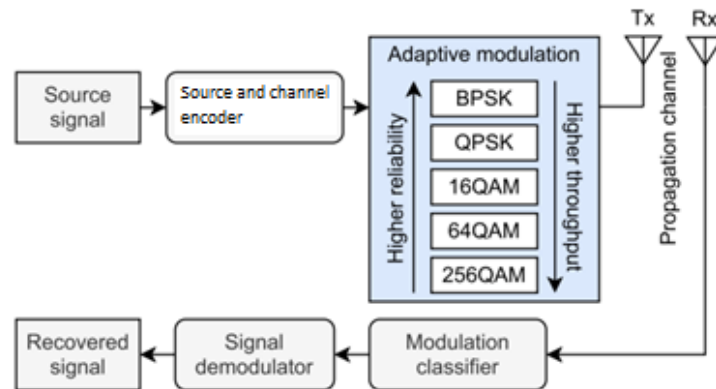 Source
signal
Source and channel
encoder
Adaptive modulation
Higher reliability
BPSK
QPSK
16QAM
64QAM
256QAM
Higher throughput
Tx
Rx
Propagation channel
Recovered
signal
Signal
demodulator
Modulation
classifier